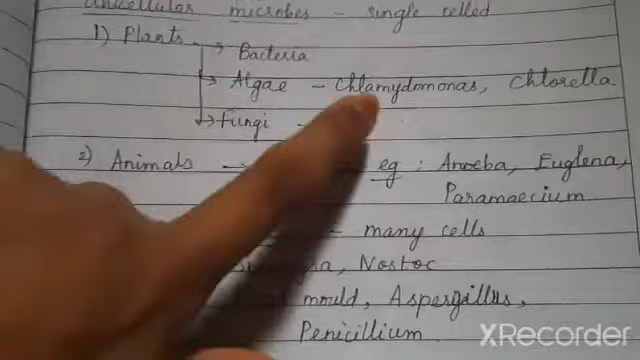 unicellular microbes - single celled
1) Plants → Bacteria
→ Algae - Chlamydomonas, Chlorella
→ Fungi -
2) Animals → eg : Amoeba, Euglena,
Paramaecium
- many cells
Nostoc
mould, Aspergillus,
Penicillium
XRecorder